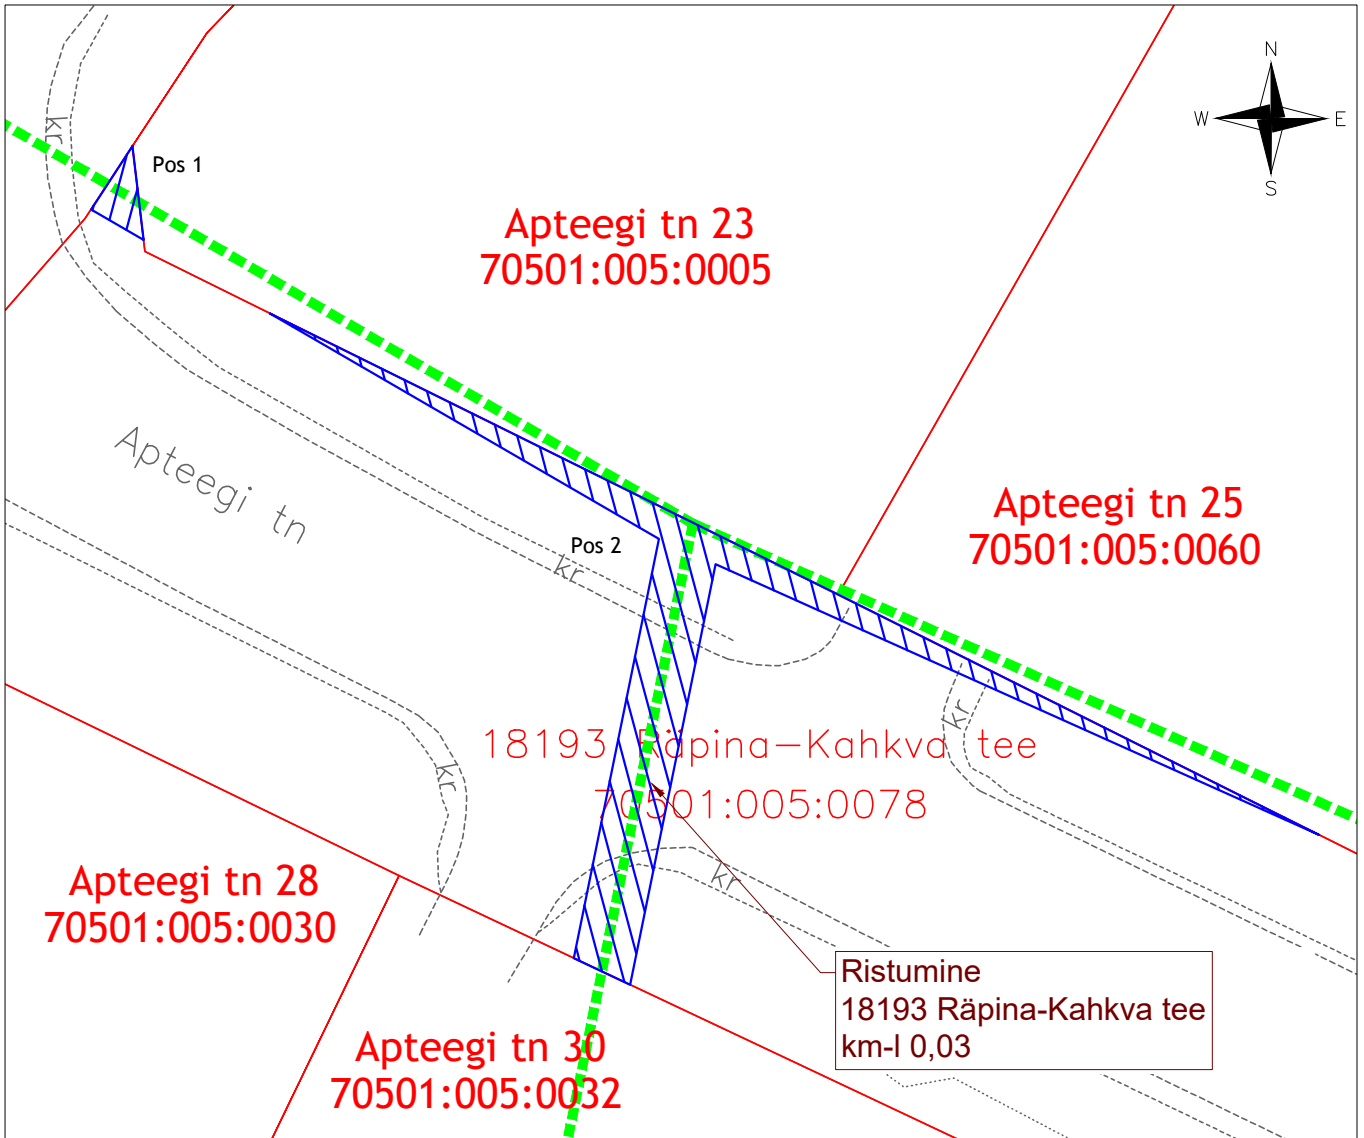 N
W
E
S
kr
Pos 1
Apteegi tn 23
70501:005:0005
Apteegi tn
Apteegi tn 25
70501:005:0060
Pos 2
kr
kr
18193 Räpina-Kahkva tee
70501:005:0078
kr
kr
Apteegi tn 28
70501:005:0030
Ristumine
18193 Räpina-Kahkva tee
km-l 0,03
Apteegi tn 30
70501:005:0032